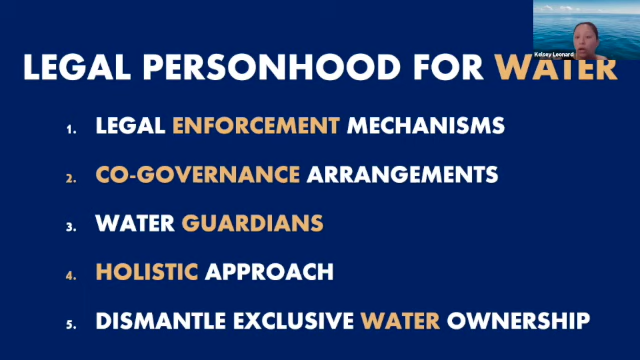 Kelsey Leonard
LEGAL PERSONHOOD FOR WATER
1. LEGAL ENFORCEMENT MECHANISMS
2. CO-GOVERNANCE ARRANGEMENTS
3. WATER GUARDIANS
4. HOLISTIC APPROACH
5. DISMANTLE EXCLUSIVE WATER OWNERSHIP